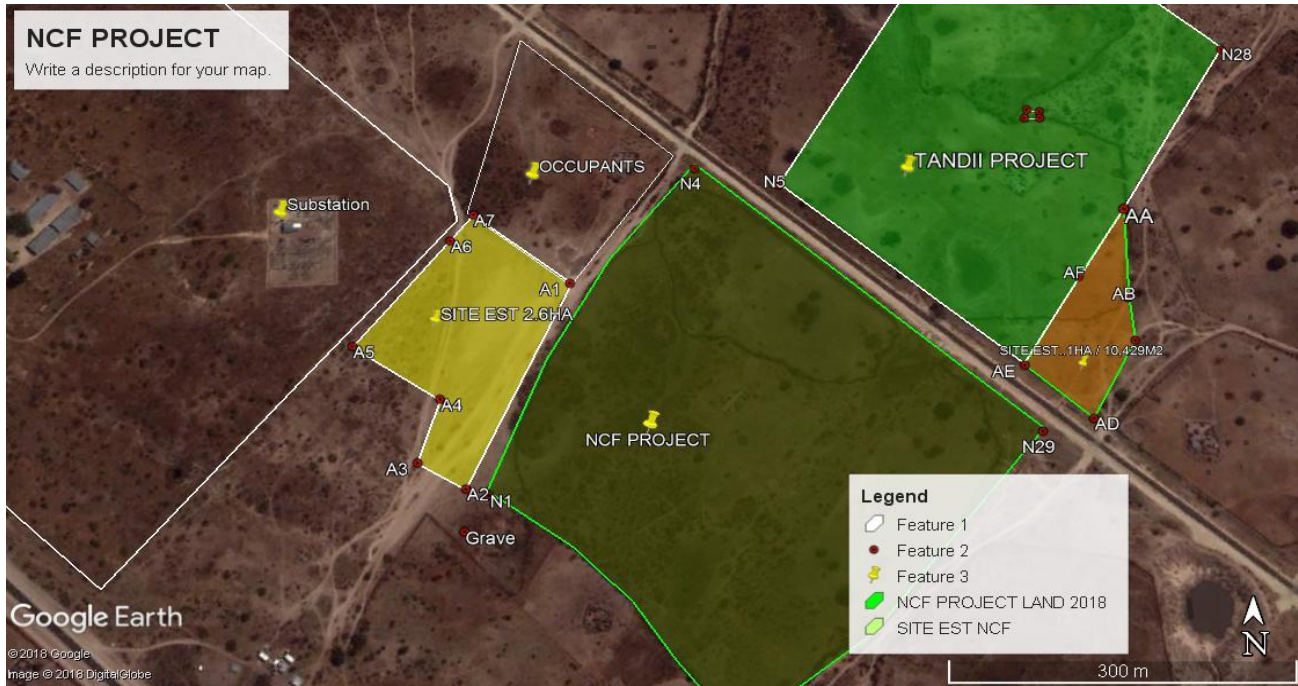 NCF PROJECT
Write a description for your map.
N28
OCCUPANTS
TANDII PROJECT
N4
N5
Substation
A7
AA
A6
A1
AF
AB
SITE EST 2.6HA
A5
SITE EST..1HA./ 10.429M2
AE
A4
AD
NCF PROJECT
N29
A3
A2
N1
Grave
Legend
Feature 1
Feature 2
Feature 3
NCF PROJECT LAND 2018
SITE EST NCF
Google Earth
© 2018 Google
Image © 2018 DigitalGlobe
N
300 m